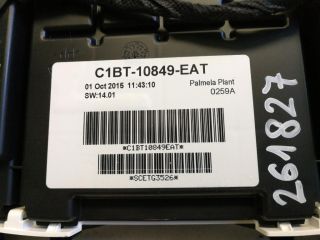 C1BT-10849-EAT
01 Oct 2015 11:43:10
Palmela Plant
SW:14.01
0259A
*C1BT10849EAT*
*SCETG3526*
261827